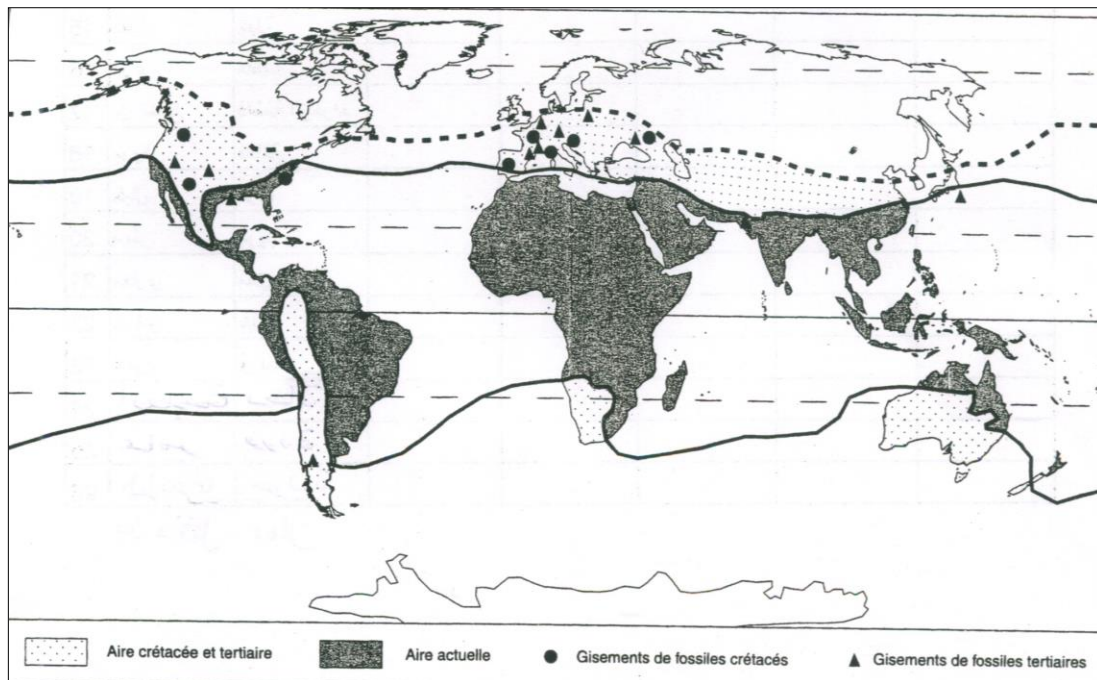 Aire crétacée et tertiaire
Aire actuelle
Gisements de fossiles crétacés
Gisements de fossiles tertiaires